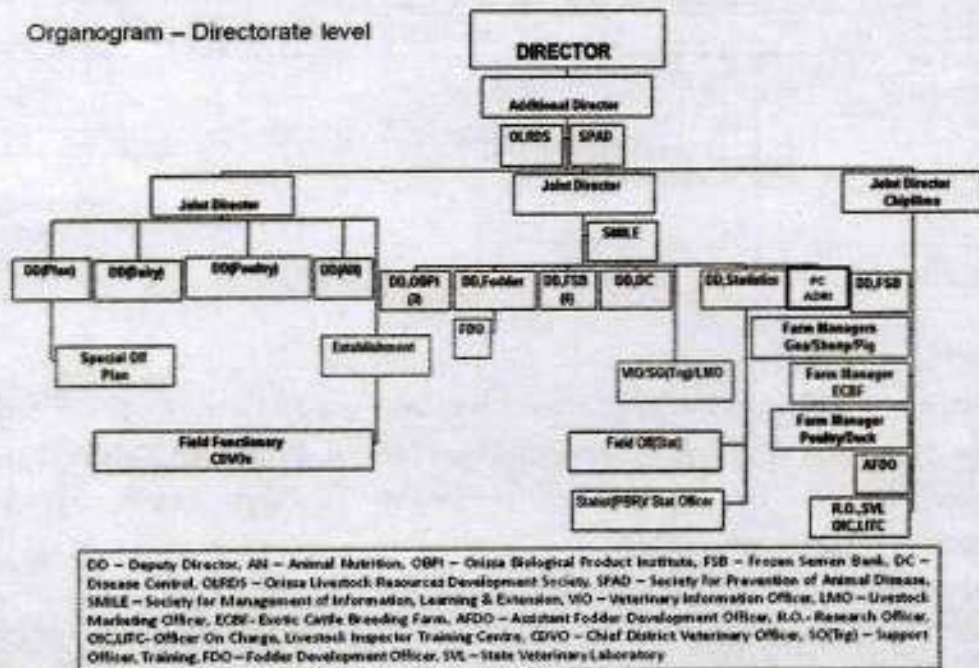 Organogram – Directorate level
DIRECTOR
Additional Director
OLRDS
SPAD
Joint Director
Joint Director
Joint Director
Chiplima
SMILE
DD(Plan)
DD(Dairy)
DD(Poultry)
DD(AN)
DD,OBPI
(3)
DD,Fodder
DD,FSB
DD,DC
DD,Statistics
PC
ADRI
DD,FSB
Special Off
Plan
Establishment
FDO
VIO/SO(Trg)/LMO
Farm Managers
Goa/Sheep/Pig
Farm Manager
ECBF
Farm Manager
Poultry/Duck
Field Functionary
CDVOs
Field Off(Stat)
AFDO
Statist(PBR)/ Stat Officer
R.O.,SVL
OIC,LITC
DD – Deputy Director, AN – Animal Nutrition, OBPI – Orissa Biological Product Institute, FSB – Frozen Semen Bank, DC –
Disease Control, OLRDS – Orissa Livestock Resources Development Society, SPAD – Society for Prevention of Animal Disease,
SMILE – Society for Management of Information, Learning & Extension, VIO – Veterinary Information Officer, LMO – Livestock
Marketing Officer, ECBF- Exotic Cattle Breeding Farm, AFDO – Assistant Fodder Development Officer, R.O.- Research Officer,
OIC,LITC- Officer On Charge, Livestock Inspector Training Centre, CDVO – Chief District Veterinary Officer, SO(Trg) – Support
Officer, Training, FDO – Fodder Development Officer, SVL – State Veterinary Laboratory